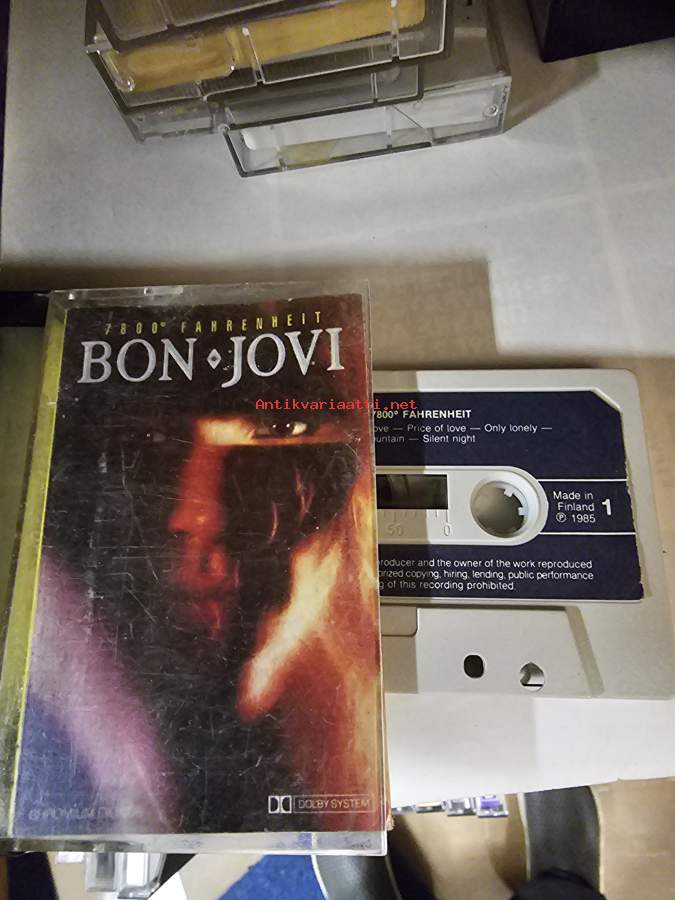 7800° FAHRENHEIT
BON JOVI
Antikvariaatti.net
7800° FAHRENHEIT
— Price of love — Only lonely —
— Silent night
Made in
Finland
℗ 1985
1
50 0
and the owner of the work reproduced
copying, hiring, lending, public performance
of this recording prohibited.
DOLBY SYSTEM